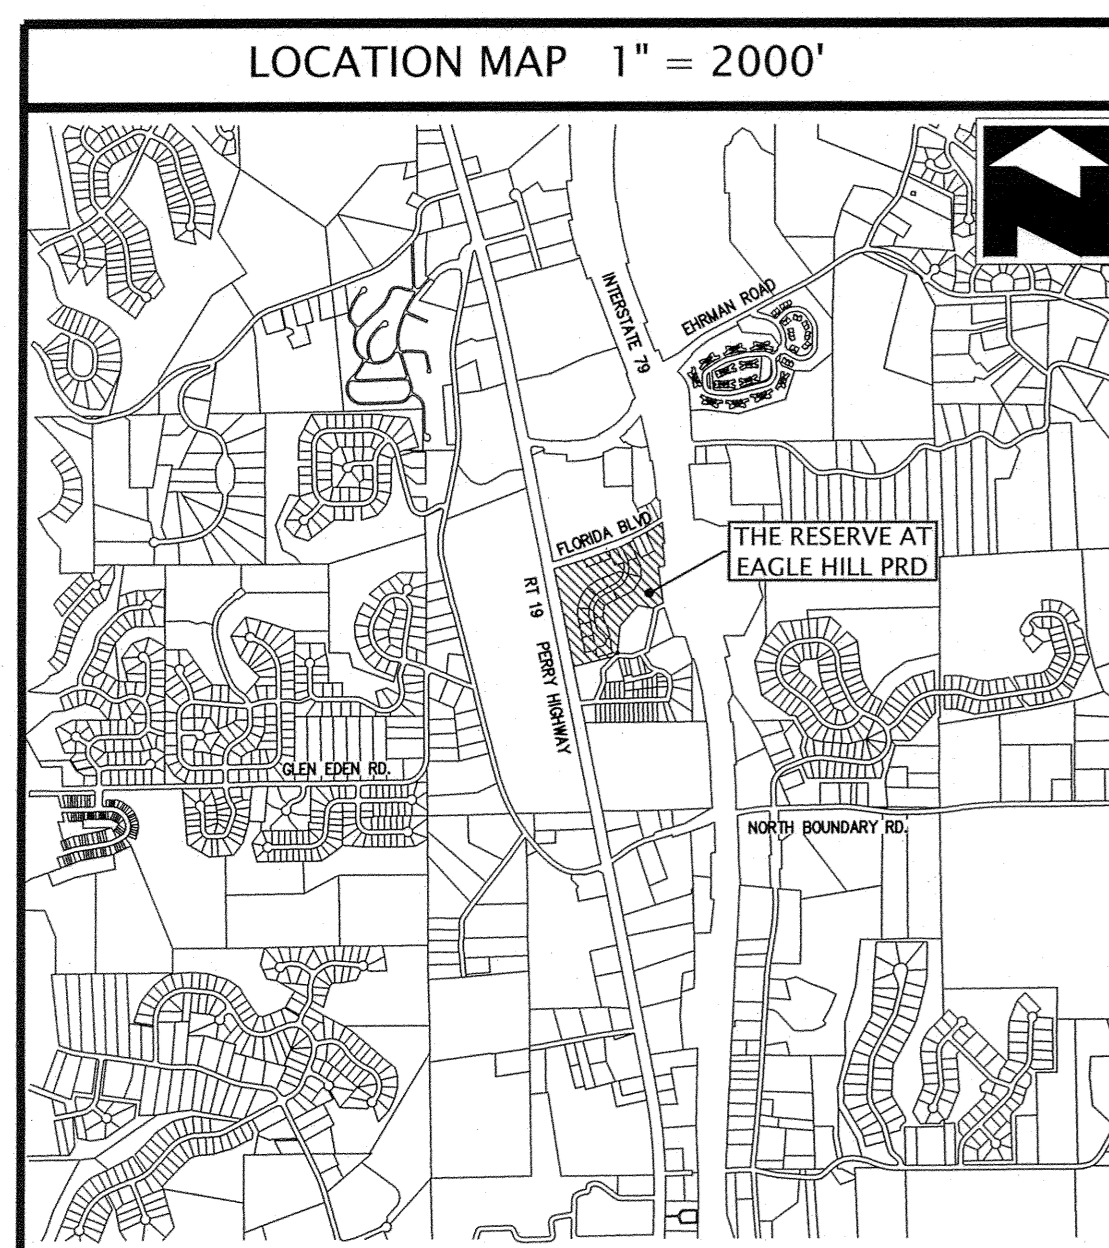 LOCATION MAP 1" = 2000'
INTERSTATE 79
EHRMAN ROAD
FLORIDA BLVD
THE RESERVE AT
EAGLE HILL PRD
RT 19 PERRY HIGHWAY
GLEN EDEN RD.
NORTH BOUNDARY RD.
N